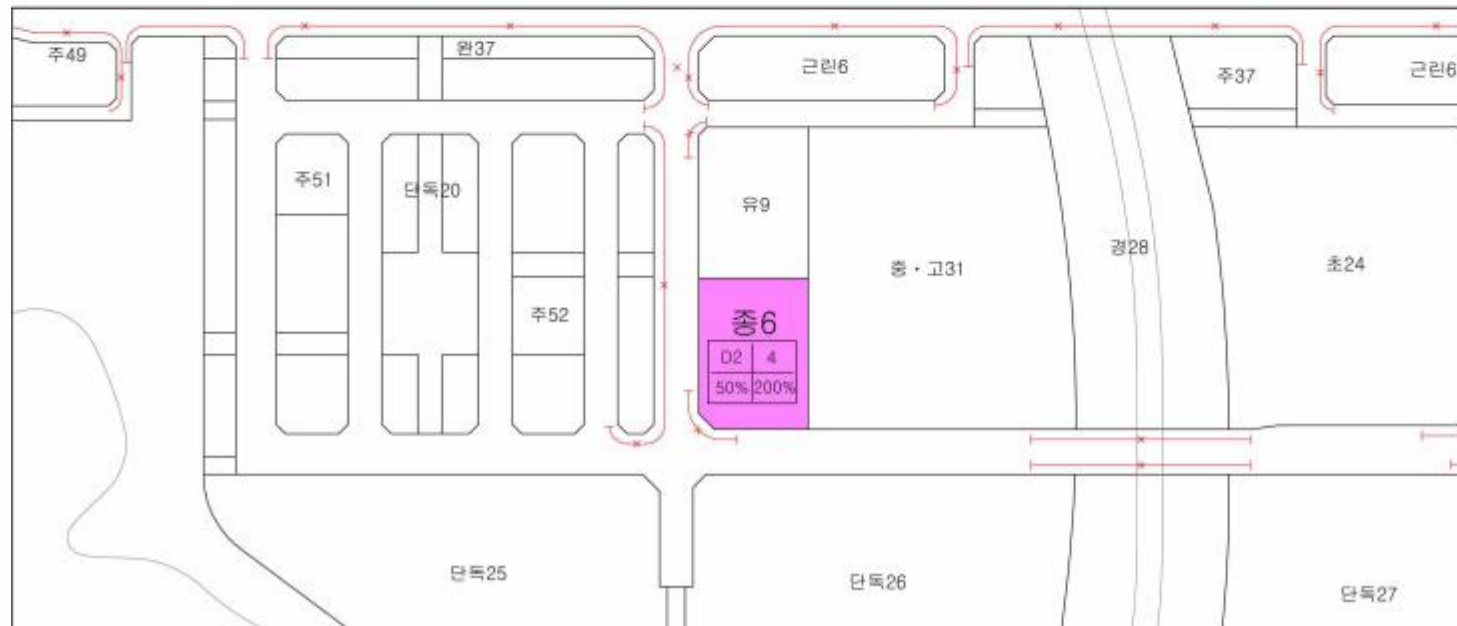 주49
완37
근린6
주37
근린6
주51
단독20
유9
중·고31
경28
초24
주52
종6
D2 4
50% 200%
단독25
단독26
단독27